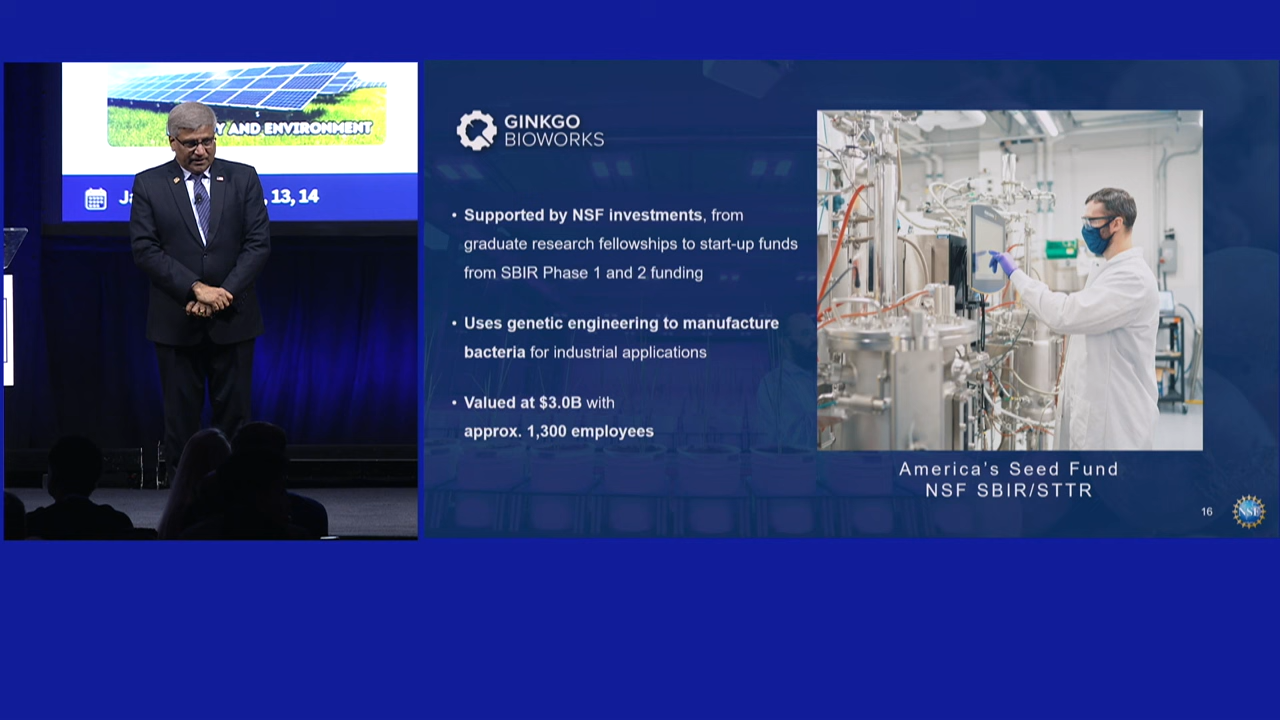 Y AND ENVIRONMENT
, 13, 14
GINKGO
BIOWORKS
• Supported by NSF investments, from
graduate research fellowships to start-up funds
from SBIR Phase 1 and 2 funding
• Uses genetic engineering to manufacture
bacteria for industrial applications
• Valued at $3.0B with
approx. 1,300 employees
America's Seed Fund
NSF SBIR/STTR
16
NSF